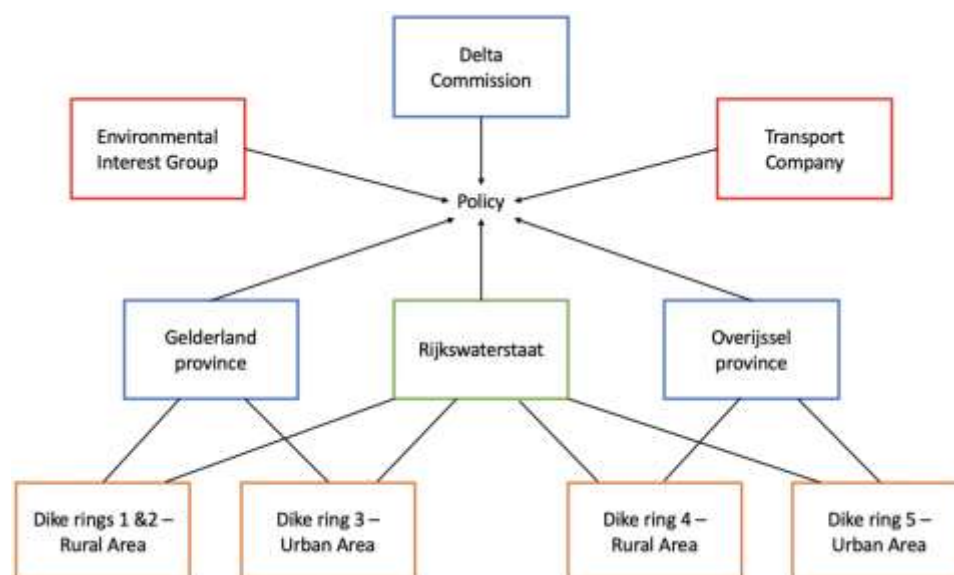 Delta
Commission
Environmental
Interest Group
Transport
Company
Policy
Gelderland
province
Rijkswaterstaat
Overijssel
province
Dike rings 1 &2 –
Rural Area
Dike ring 3 –
Urban Area
Dike ring 4 –
Rural Area
Dike ring 5 –
Urban Area